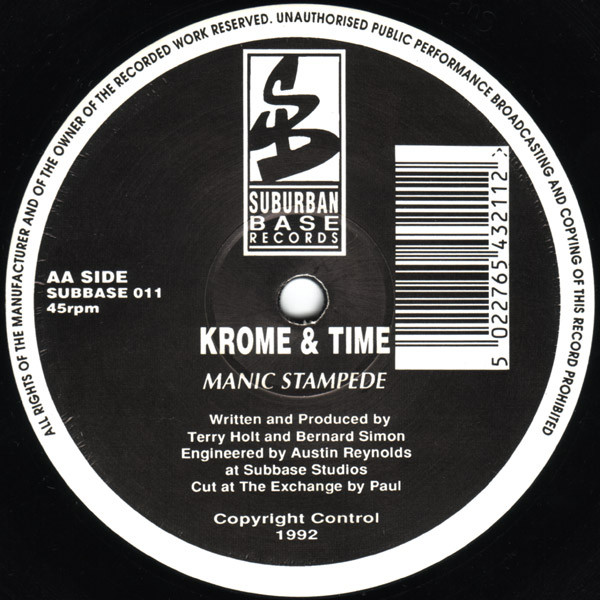 ALL RIGHTS OF THE MANUFACTURER AND OF THE OWNER OF THE RECORDED WORK RESERVED. UNAUTHORISED PUBLIC PERFORMANCE BROADCASTING AND COPYING OF THIS RECORD PROHIBITED
SUBURBAN
BASE
RECORDS
AA SIDE
SUBBASE 011
45rpm
5 022765 432112 >
KROME & TIME
MANIC STAMPEDE
Written and Produced by
Terry Holt and Bernard Simon
Engineered by Austin Reynolds
at Subbase Studios
Cut at The Exchange by Paul
Copyright Control
1992